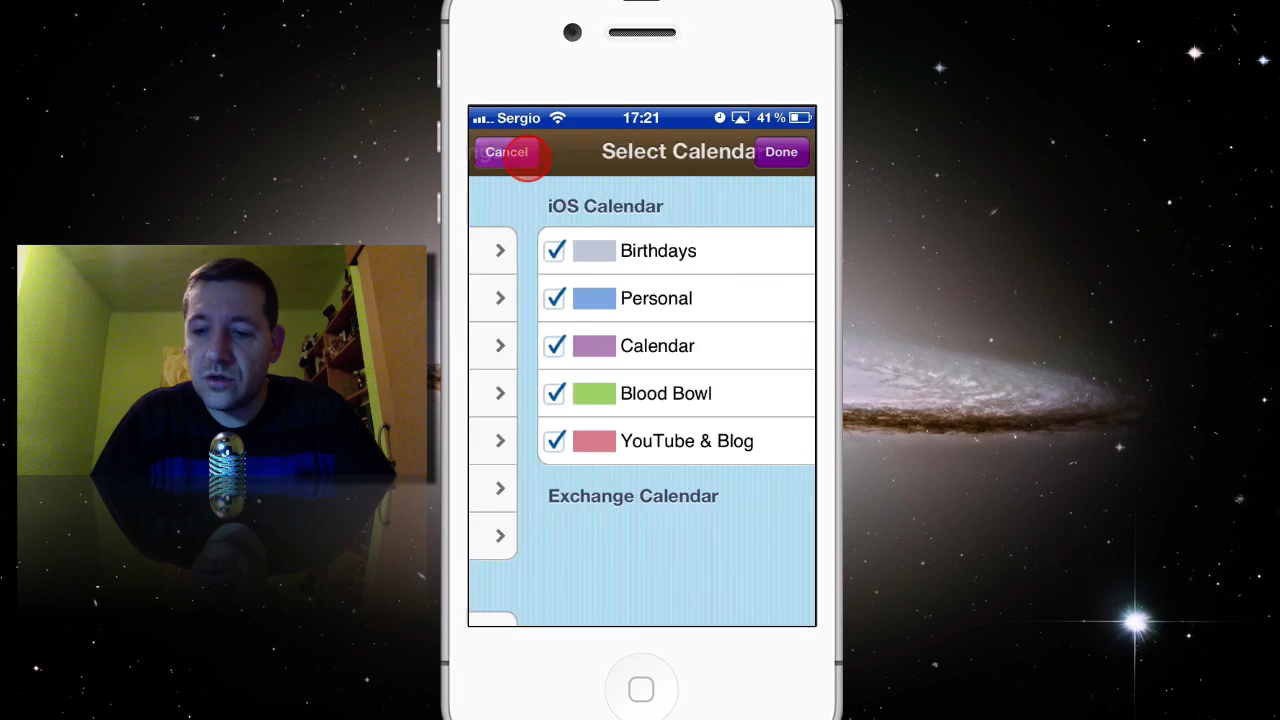 Sergio 17:21 41 %
Cancel Select Calenda Done
iOS Calendar
Birthdays
Personal
Calendar
Blood Bowl
YouTube & Blog
Exchange Calendar